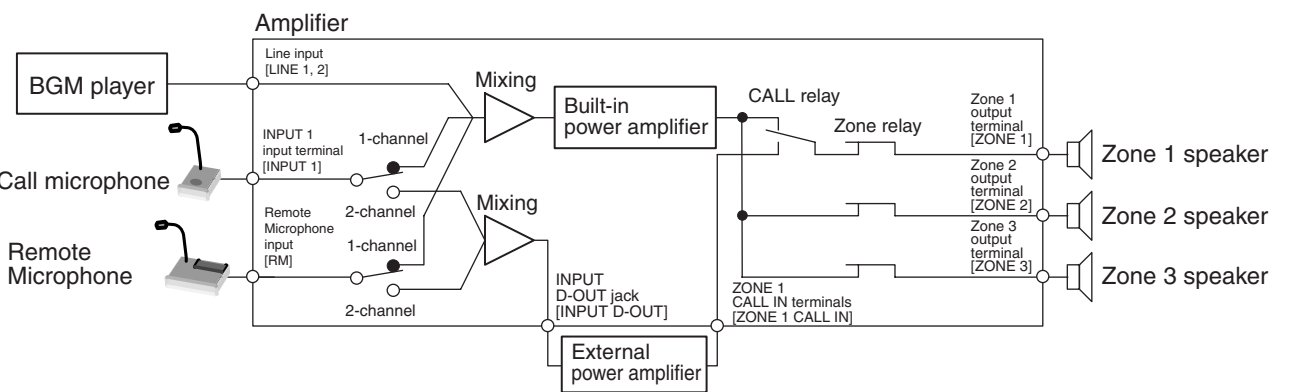 Amplifier
BGM player
Line input
[LINE 1, 2]
Mixing
Built-in
power amplifier
CALL relay
Zone relay
Zone 1
output
terminal
[ZONE 1]
Zone 1 speaker
Call microphone
INPUT 1
input terminal
[INPUT 1]
1-channel
2-channel
Mixing
Zone 2
output
terminal
[ZONE 2]
Zone 2 speaker
Remote
Microphone
Remote
Microphone
input
[RM]
1-channel
2-channel
Zone 3
output
terminal
[ZONE 3]
Zone 3 speaker
INPUT
D-OUT jack
[INPUT D-OUT]
ZONE 1
CALL IN terminals
[ZONE 1 CALL IN]
External
power amplifier